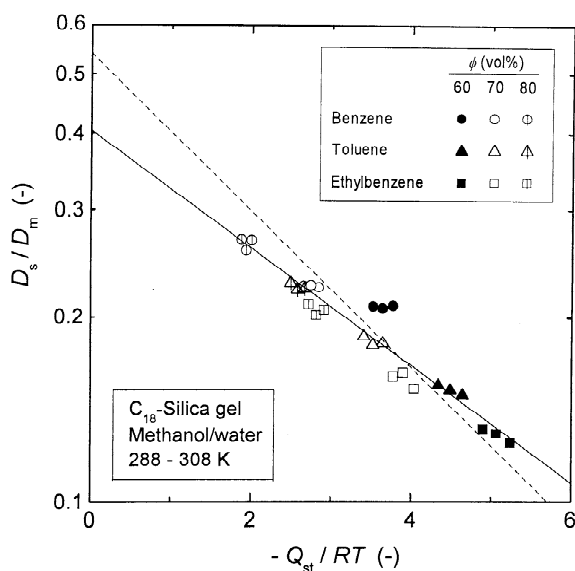 0.6
0.5
0.4
0.3
0.2
0.1
D_s / D_m (-)
ϕ (vol%)
60 70 80
Benzene
Toluene
Ethylbenzene
C₁₈-Silica gel
Methanol/water
288 - 308 K
0 2 4 6
- Q_st / RT (-)